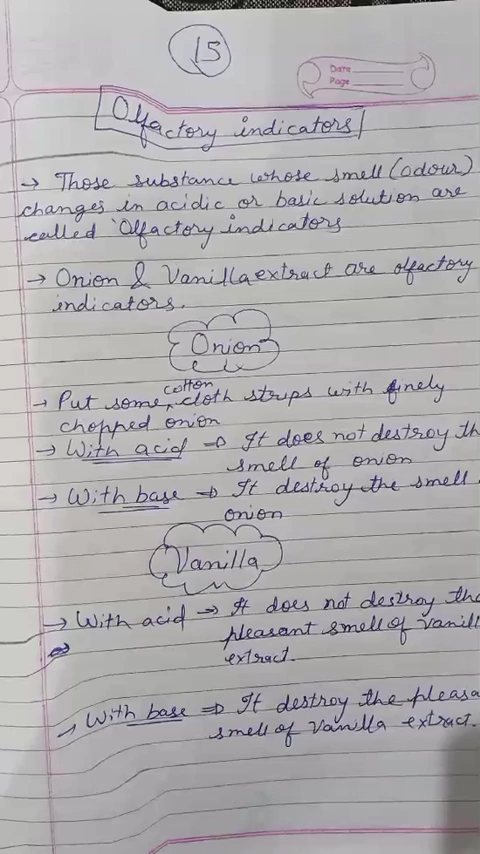 15
Date
Page
Olfactory indicators
→ Those substance whose smell (odour)
changes in acidic or basic solution are
called 'Olfactory indicators
→ Onion & Vanilla extract are olfactory
indicators.
Onion
→ Put some cotton cloth strips with finely
chopped onion
→ With acid ⇒ It does not destroy th
smell of onion
→ With base ⇒ It destroy the smell
onion
Vanilla
→ With acid → It does not destroy the
⇒ pleasant smell of vanill
extract.
→ With base ⇒ It destroy the pleasa
smell of vanilla extract.